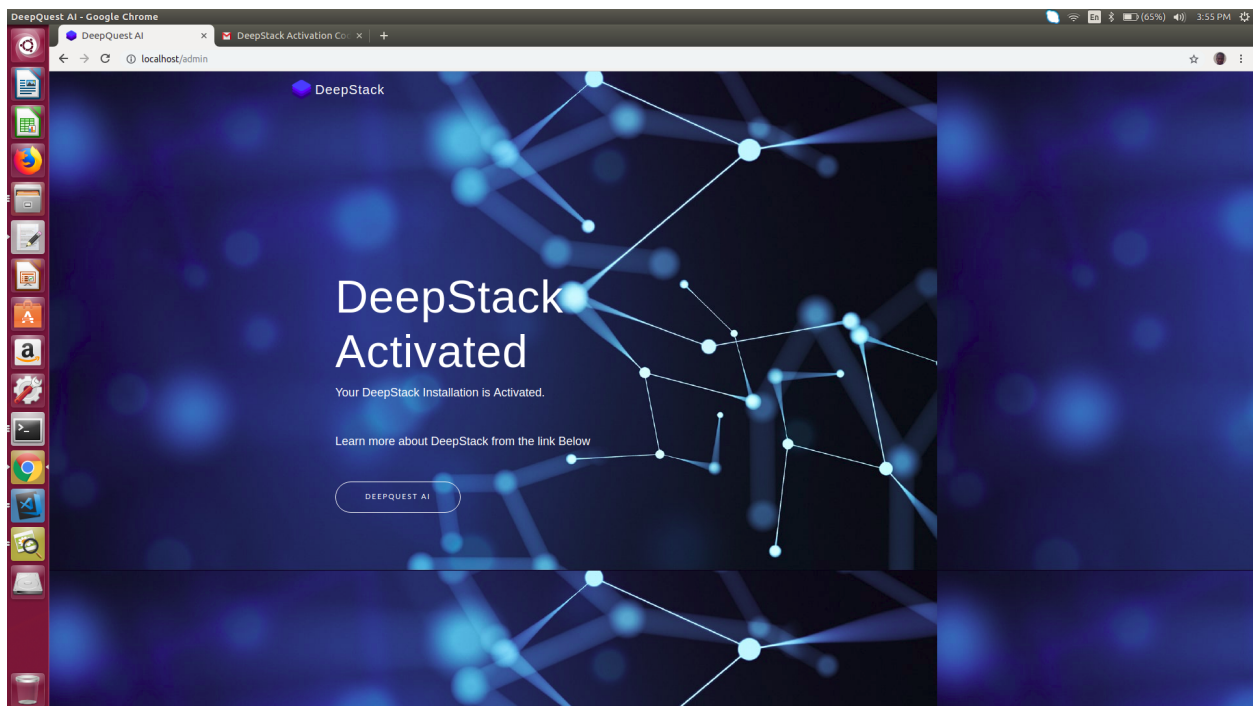 DeepQuest AI - Google Chrome
En
(65%)
3:55 PM
DeepQuest AI
DeepStack Activation Co
localhost/admin
DeepStack
DeepStack
Activated
Your DeepStack Installation is Activated.
Learn more about DeepStack from the link Below
DEEPQUEST AI